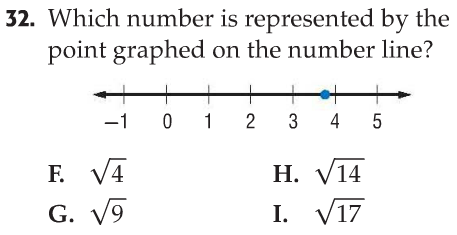 32. Which number is represented by the
point graphed on the number line?
−1 0 1 2 3 4 5
F. √4 H. √14
G. √9 I. √17